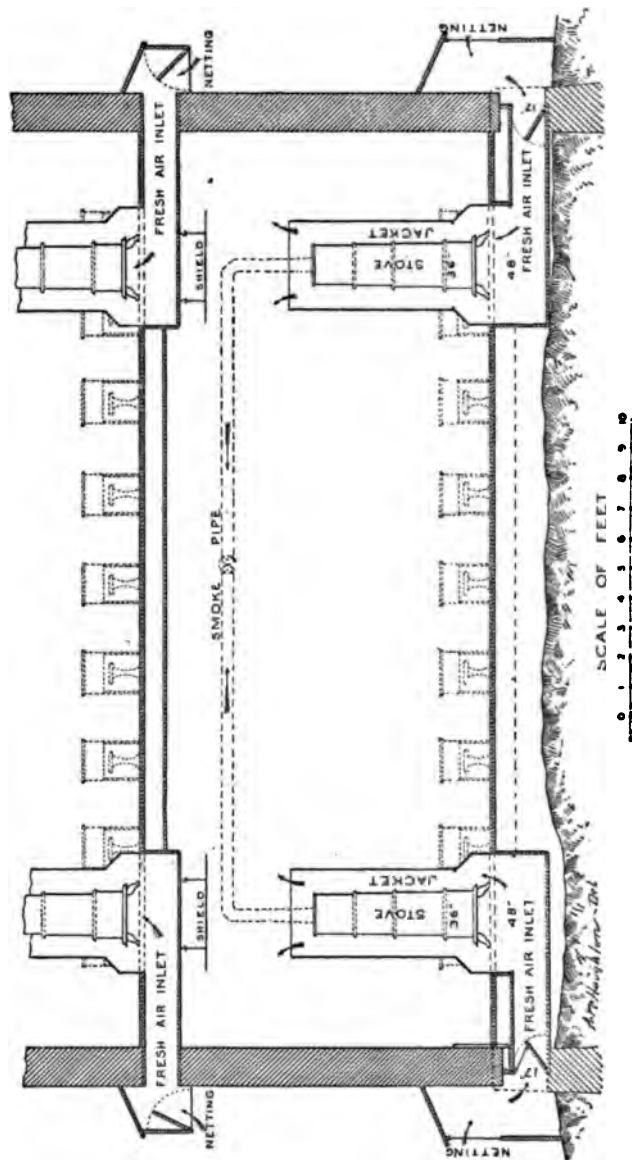 FRESH AIR INLET
FRESH AIR INLET
NETTING
SHIELD
SHIELD
NETTING
SMOKE PIPE
JACKET
STOVE
36"
JACKET
STOVE
36"
NETTING
17"
FRESH AIR INLET
48"
48"
FRESH AIR INLET
17"
NETTING
SCALE OF FEET
0 1 2 3 4 5 6 7 8 9 10